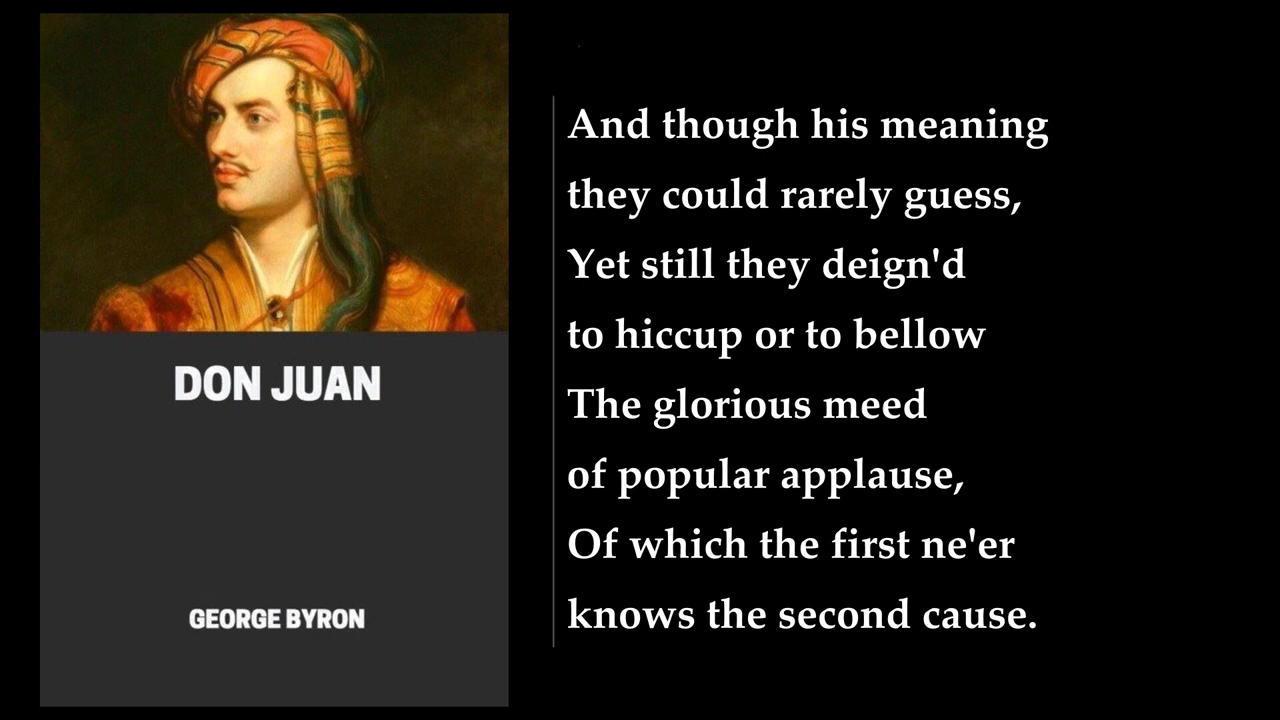 DON JUAN
GEORGE BYRON
And though his meaning
they could rarely guess,
Yet still they deign'd
to hiccup or to bellow
The glorious meed
of popular applause,
Of which the first ne'er
knows the second cause.